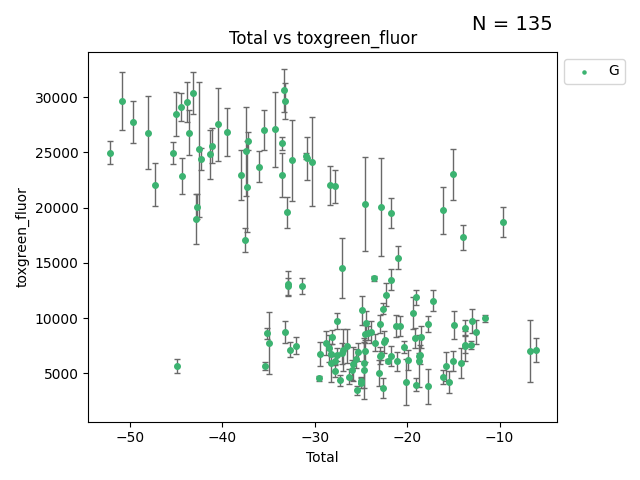 N = 135
Total vs toxgreen_fluor
G
30000
25000
20000
15000
10000
5000
toxgreen_fluor
−50 −40 −30 −20 −10
Total